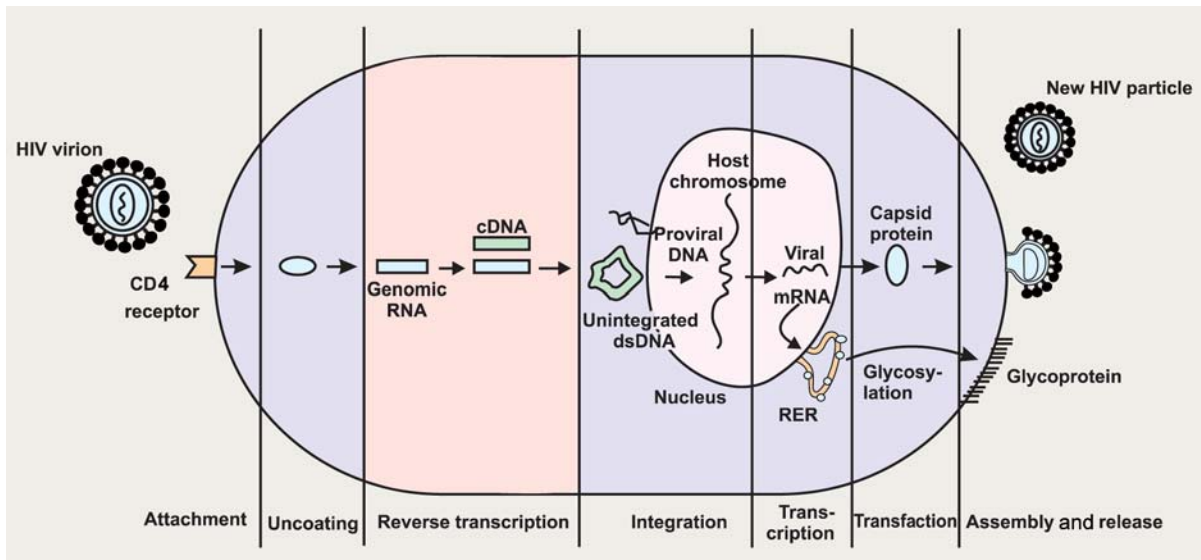 New HIV particle
HIV virion
Host
chromosome
cDNA
Proviral
DNA
Capsid
protein
Viral
CD4
receptor
Genomic
RNA
mRNA
Unintegrated
dsDNA
Glycosy-
lation
Glycoprotein
Nucleus
RER
Attachment
Uncoating
Reverse transcription
Integration
Trans-
cription
Transfaction
Assembly and release